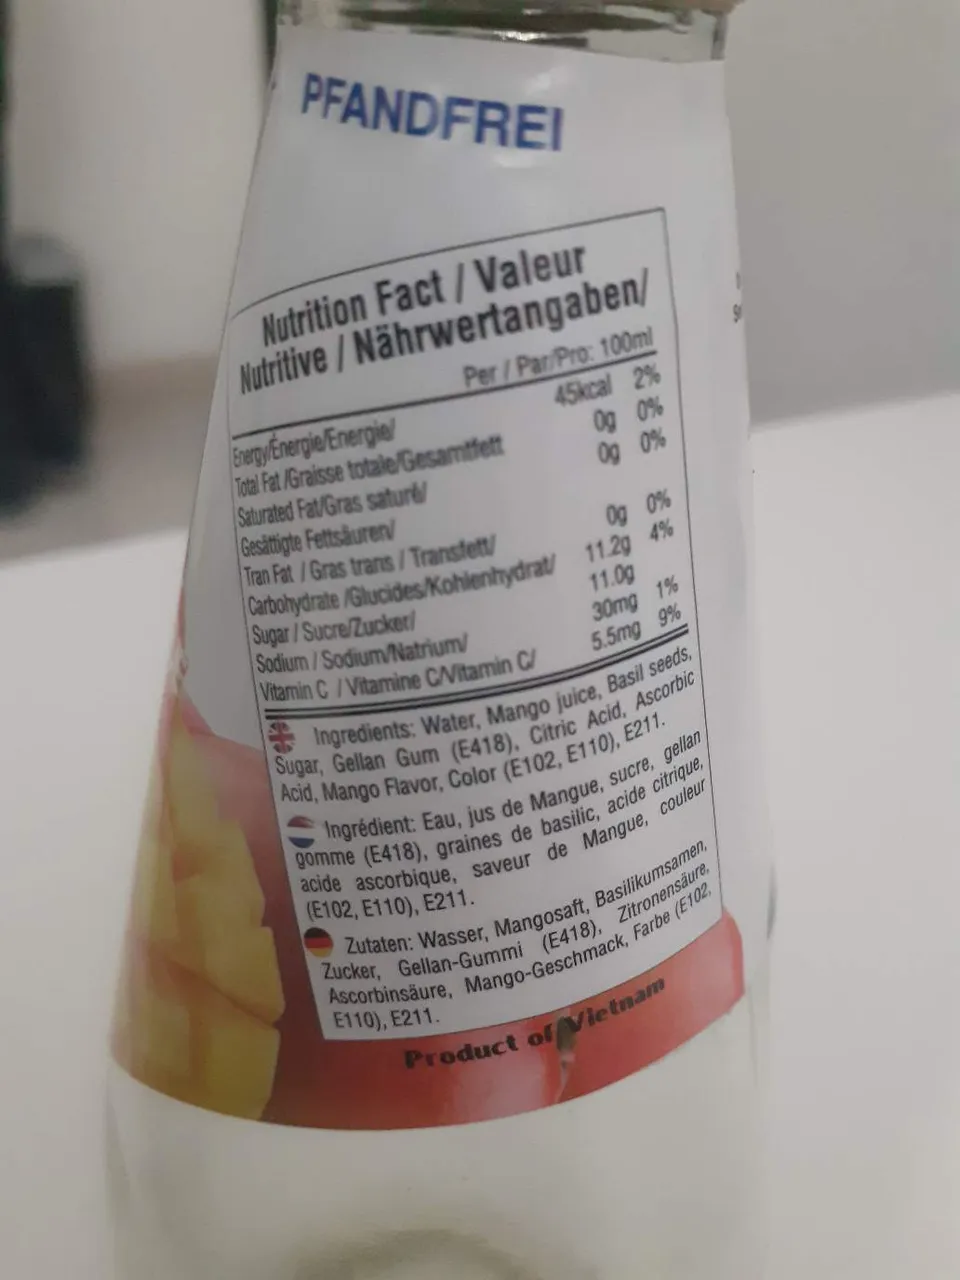 PFANDFREI
Nutrition Fact / Valeur
Nutritive / Nährwertangaben/
Per / Par/Pro: 100ml
Energy/Énergie/Energie/ 45kcal 2%
Total Fat /Graisse totale/Gesamtfett 0g 0%
Saturated Fat/Gras saturé/ 0g 0%
Gesättigte Fettsäuren/
Tran Fat / Gras trans / Transfett/ 0g 0%
Carbohydrate /Glucides/Kohlenhydrat/ 11.2g 4%
Sugar / Sucre/Zucker/ 11.0g
Sodium / Sodium/Natrium/ 30mg 1%
Vitamin C / Vitamine C/Vitamin C/ 5.5mg 9%
Ingredients: Water, Mango juice, Basil seeds,
Sugar, Gellan Gum (E418), Citric Acid, Ascorbic
Acid, Mango Flavor, Color (E102, E110), E211.
Ingrédient: Eau, jus de Mangue, sucre, gellan
gomme (E418), graines de basilic, acide citrique,
acide ascorbique, saveur de Mangue, couleur
(E102, E110), E211.
Zutaten: Wasser, Mangosaft, Basilikumsamen,
Zucker, Gellan-Gummi (E418), Zitronensäure,
Ascorbinsäure, Mango-Geschmack, Farbe (E102,
E110), E211.
Product of Vietnam